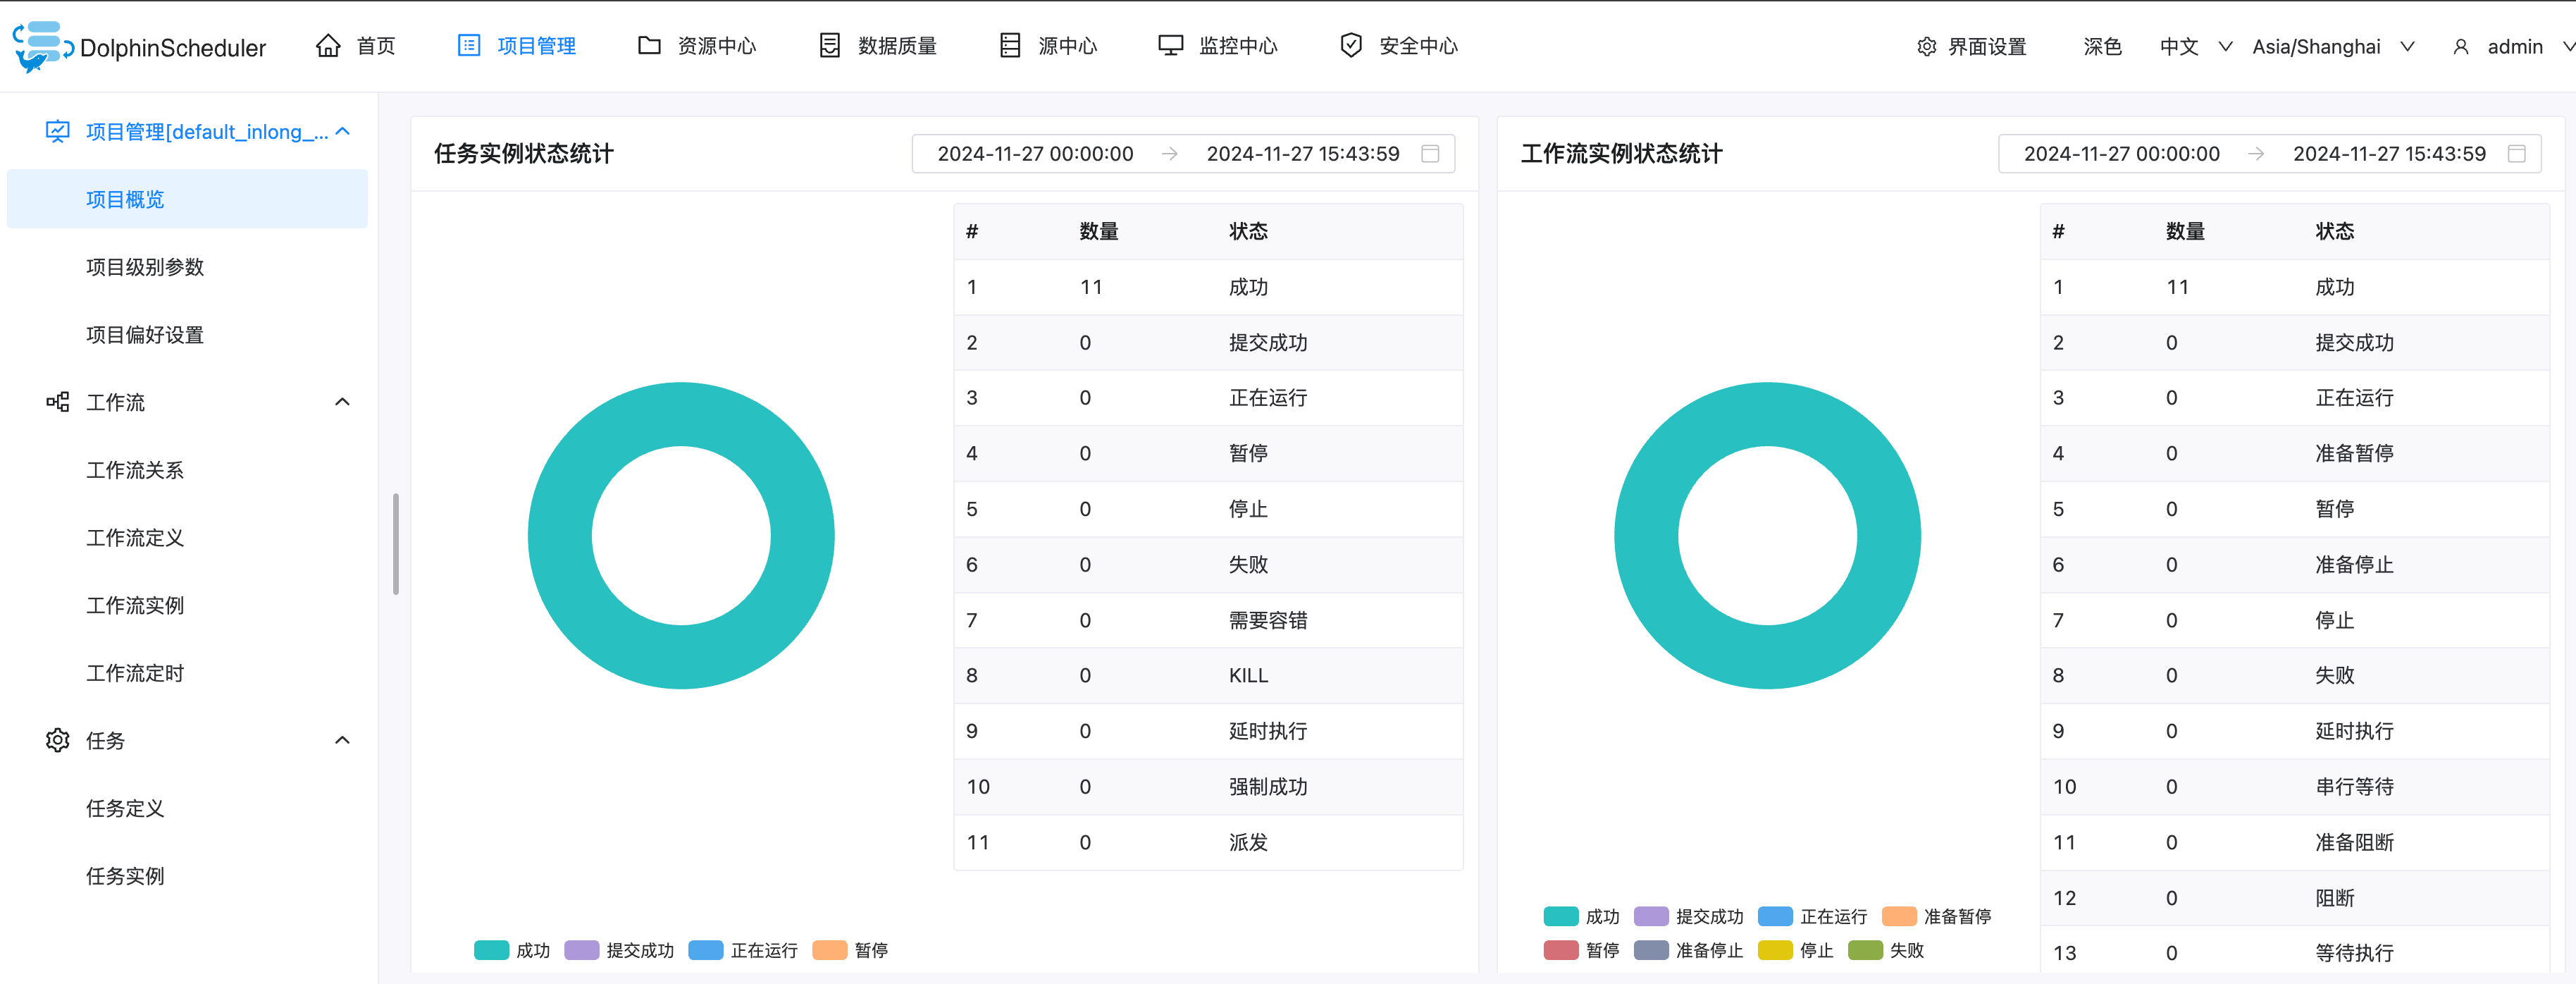 DolphinScheduler 首页 项目管理 资源中心 数据质量 源中心 监控中心 安全中心 界面设置 深色 中文 Asia/Shanghai admin
项目管理[default_inlong_...
项目概览
项目级别参数
项目偏好设置
工作流
工作流关系
工作流定义
工作流实例
工作流定时
任务
任务定义
任务实例
任务实例状态统计 2024-11-27 00:00:00 → 2024-11-27 15:43:59
# 数量 状态
1 11 成功
2 0 提交成功
3 0 正在运行
4 0 暂停
5 0 停止
6 0 失败
7 0 需要容错
8 0 KILL
9 0 延时执行
10 0 强制成功
11 0 派发
成功 提交成功 正在运行 暂停
工作流实例状态统计 2024-11-27 00:00:00 → 2024-11-27 15:43:59
# 数量 状态
1 11 成功
2 0 提交成功
3 0 正在运行
4 0 准备暂停
5 0 暂停
6 0 准备停止
7 0 停止
8 0 失败
9 0 延时执行
10 0 串行等待
11 0 准备阻断
12 0 阻断
13 0 等待执行
成功 提交成功 正在运行 准备暂停
暂停 准备停止 停止 失败